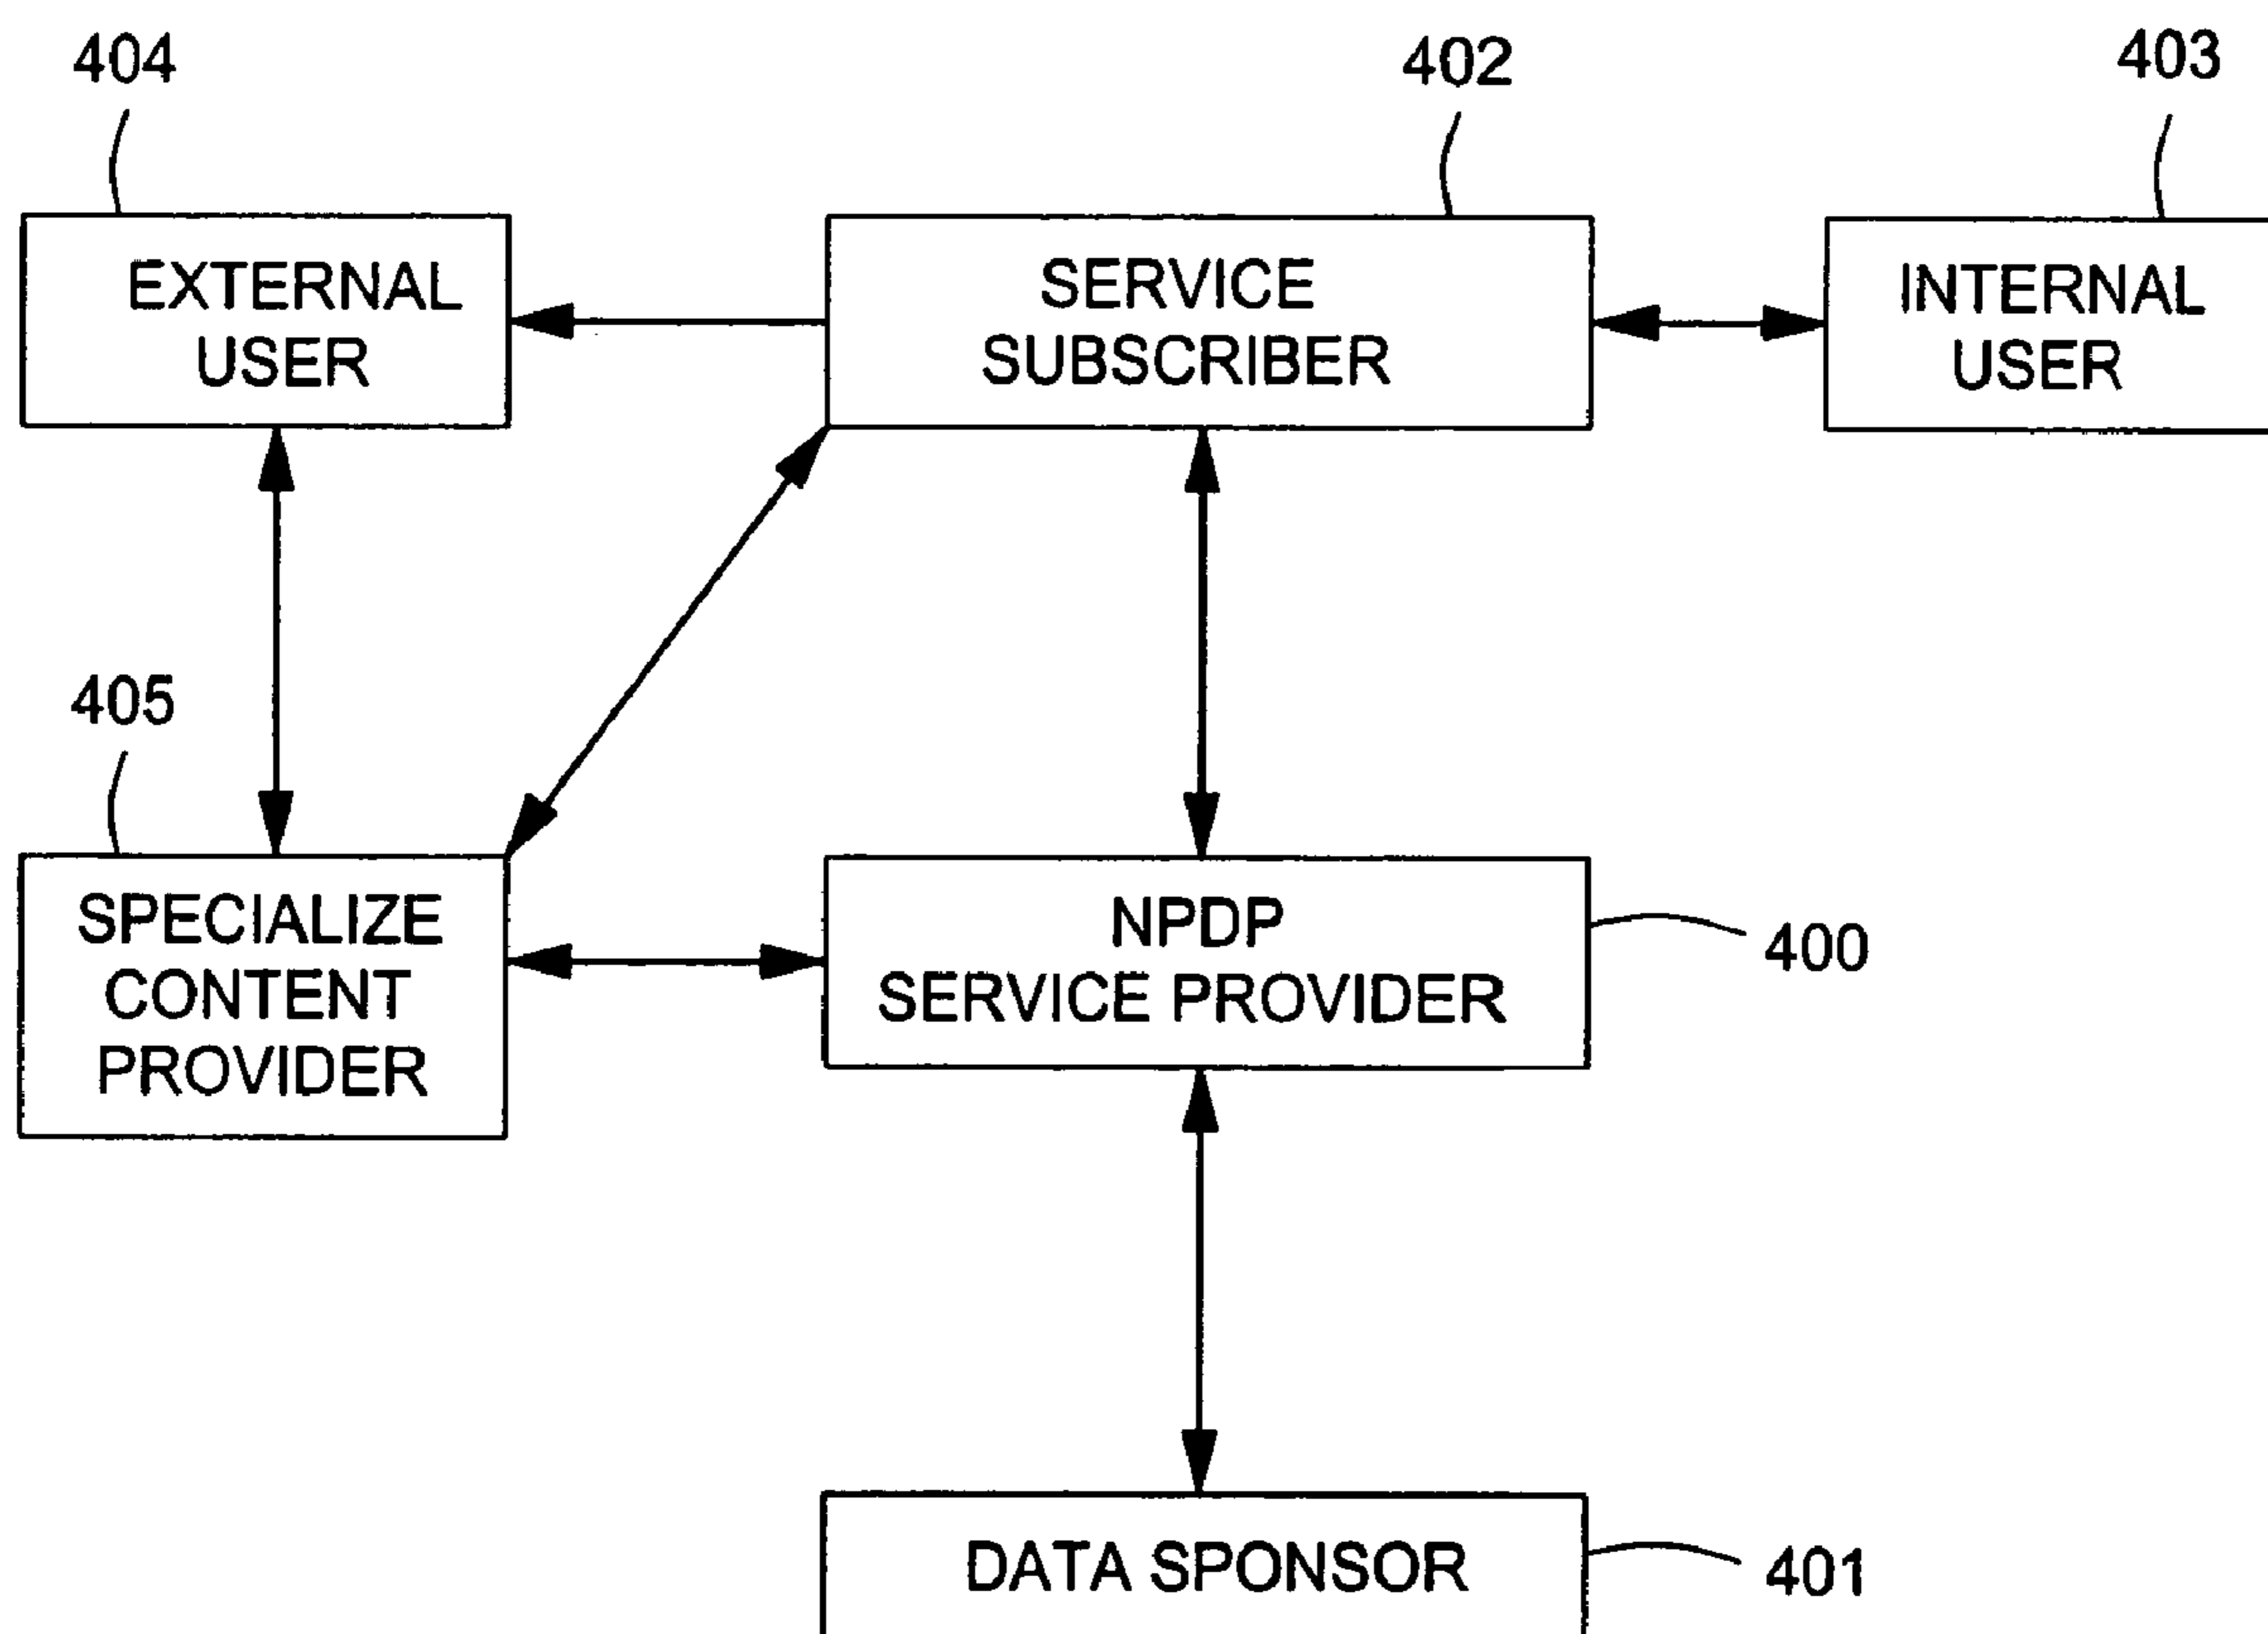 404
402
403
EXTERNAL
USER
SERVICE
SUBSCRIBER
INTERNAL
USER
405
SPECIALIZE
CONTENT
PROVIDER
NPDP
SERVICE PROVIDER
400
DATA SPONSOR
401